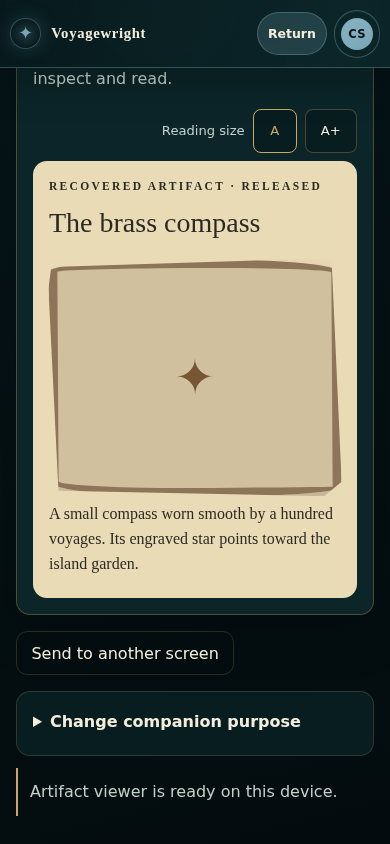 Voyagewright
Return
CS
inspect and read.
Reading size
A
A+
RECOVERED ARTIFACT · RELEASED
The brass compass
A small compass worn smooth by a hundred
voyages. Its engraved star points toward the
island garden.
Send to another screen
Change companion purpose
Artifact viewer is ready on this device.